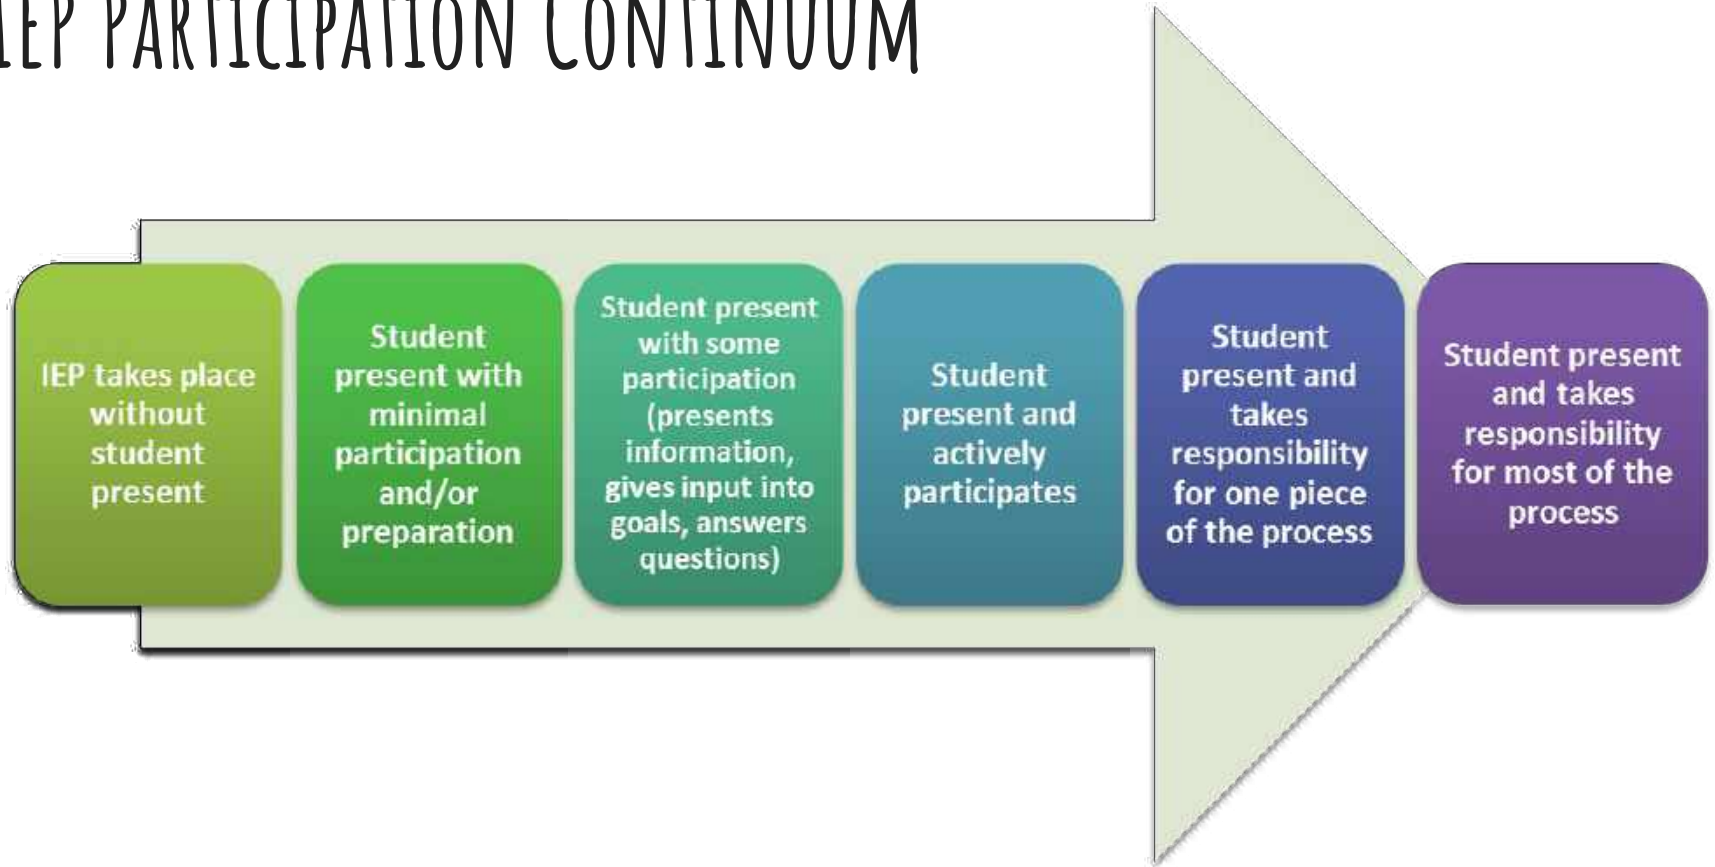 IEP PARTICIPATION CONTINUUM
IEP takes place
without
student
present
Student
present with
minimal
participation
and/or
preparation
Student present
with some
participation
(presents
information,
gives input into
goals, answers
questions)
Student
present and
actively
participates
Student
present and
takes
responsibility
for one piece
of the process
Student present
and takes
responsibility
for most of the
process